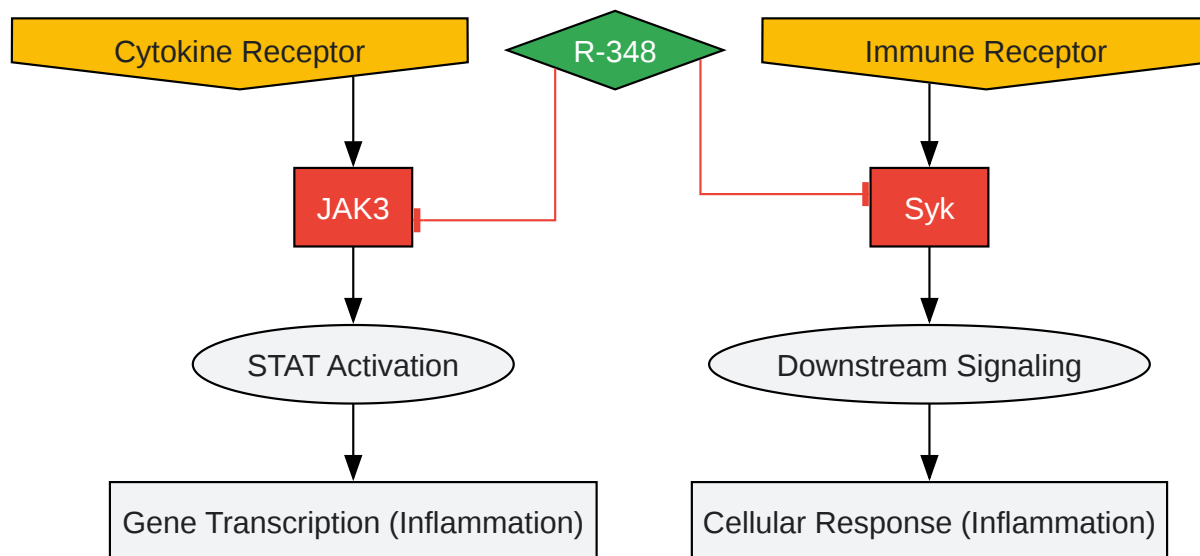 Cytokine Receptor
R-348
Immune Receptor
JAK3
Syk
STAT Activation
Downstream Signaling
Gene Transcription (Inflammation)
Cellular Response (Inflammation)